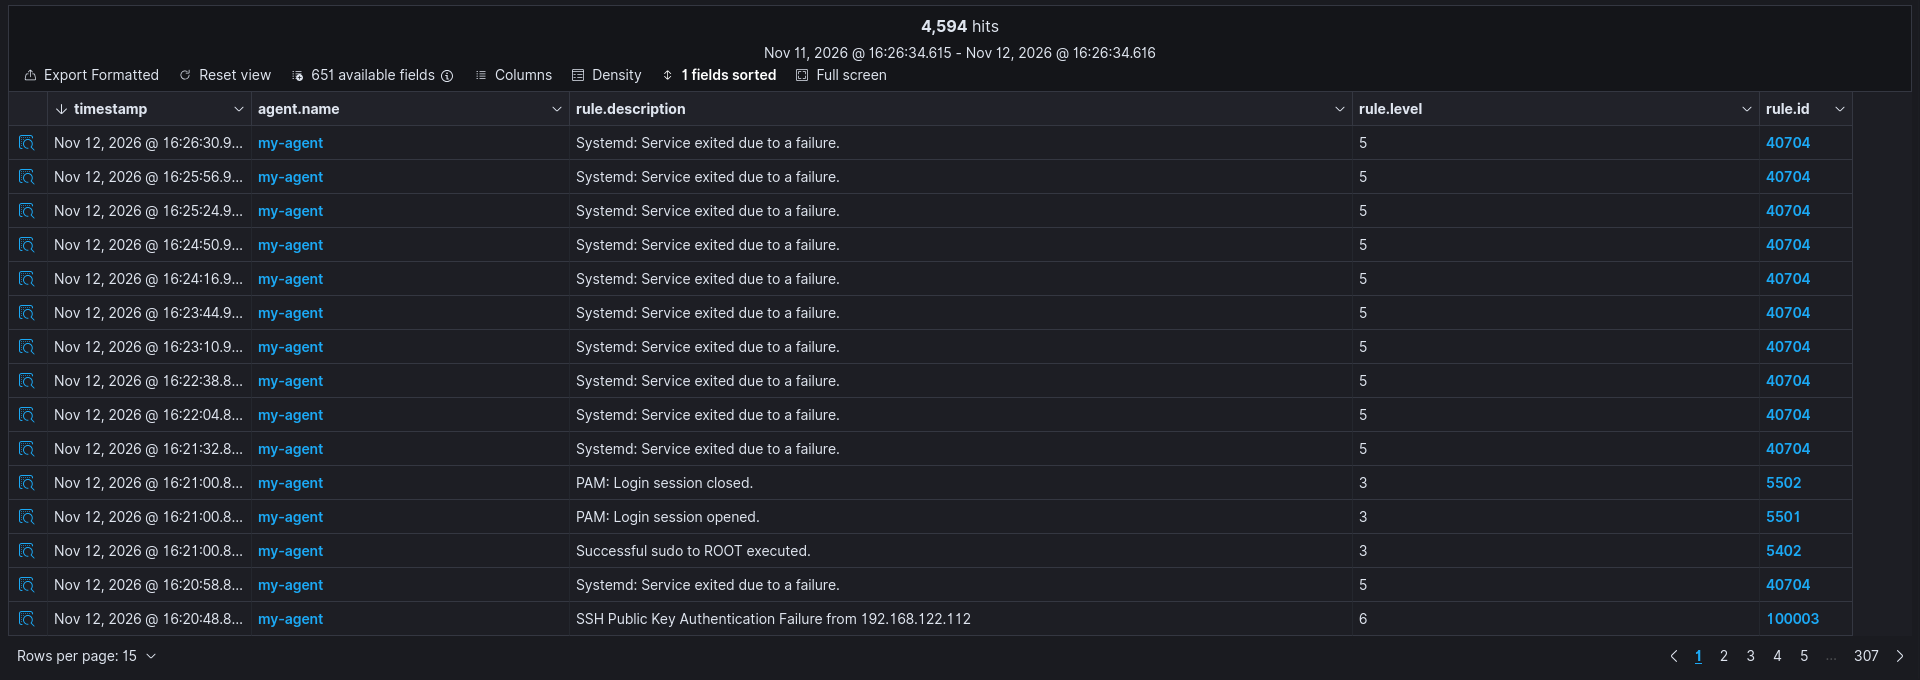 4,594 hits
Nov 11, 2026 @ 16:26:34.615 - Nov 12, 2026 @ 16:26:34.616
Export Formatted Reset view 651 available fields Columns Density 1 fields sorted Full screen
timestamp agent.name rule.description rule.level rule.id
Nov 12, 2026 @ 16:26:30.9... my-agent Systemd: Service exited due to a failure. 5 40704
Nov 12, 2026 @ 16:25:56.9... my-agent Systemd: Service exited due to a failure. 5 40704
Nov 12, 2026 @ 16:25:24.9... my-agent Systemd: Service exited due to a failure. 5 40704
Nov 12, 2026 @ 16:24:50.9... my-agent Systemd: Service exited due to a failure. 5 40704
Nov 12, 2026 @ 16:24:16.9... my-agent Systemd: Service exited due to a failure. 5 40704
Nov 12, 2026 @ 16:23:44.9... my-agent Systemd: Service exited due to a failure. 5 40704
Nov 12, 2026 @ 16:23:10.9... my-agent Systemd: Service exited due to a failure. 5 40704
Nov 12, 2026 @ 16:22:38.8... my-agent Systemd: Service exited due to a failure. 5 40704
Nov 12, 2026 @ 16:22:04.8... my-agent Systemd: Service exited due to a failure. 5 40704
Nov 12, 2026 @ 16:21:32.8... my-agent Systemd: Service exited due to a failure. 5 40704
Nov 12, 2026 @ 16:21:00.8... my-agent PAM: Login session closed. 3 5502
Nov 12, 2026 @ 16:21:00.8... my-agent PAM: Login session opened. 3 5501
Nov 12, 2026 @ 16:21:00.8... my-agent Successful sudo to ROOT executed. 3 5402
Nov 12, 2026 @ 16:20:58.8... my-agent Systemd: Service exited due to a failure. 5 40704
Nov 12, 2026 @ 16:20:48.8... my-agent SSH Public Key Authentication Failure from 192.168.122.112 6 100003
Rows per page: 15 1 2 3 4 5 ... 307